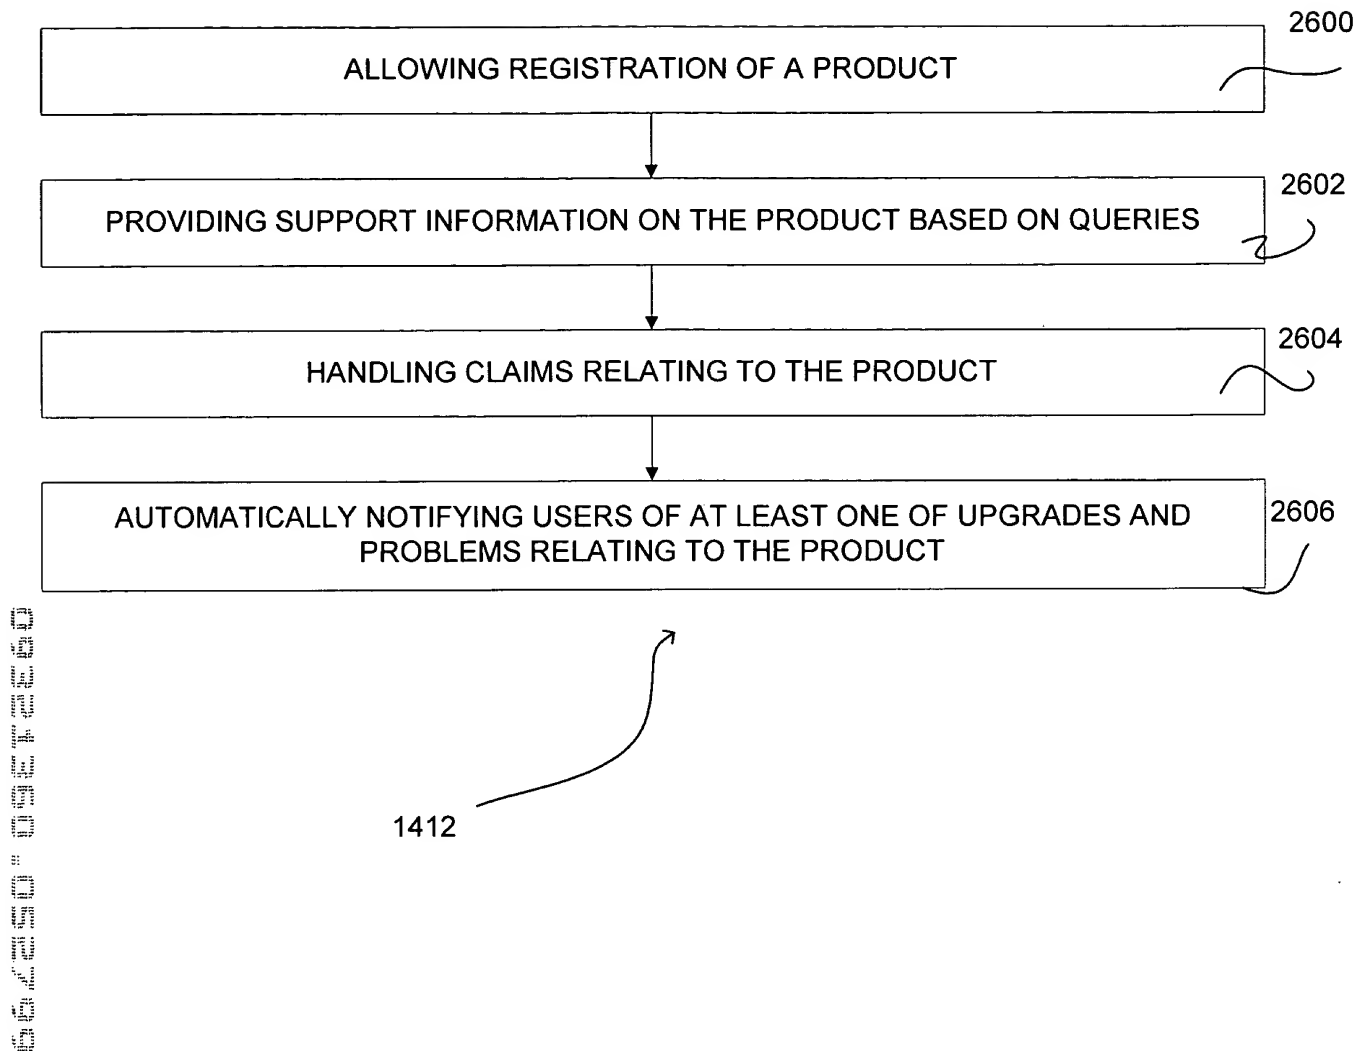 2600
ALLOWING REGISTRATION OF A PRODUCT
2602
PROVIDING SUPPORT INFORMATION ON THE PRODUCT BASED ON QUERIES
2604
HANDLING CLAIMS RELATING TO THE PRODUCT
2606
AUTOMATICALLY NOTIFYING USERS OF AT LEAST ONE OF UPGRADES AND
PROBLEMS RELATING TO THE PRODUCT
1412